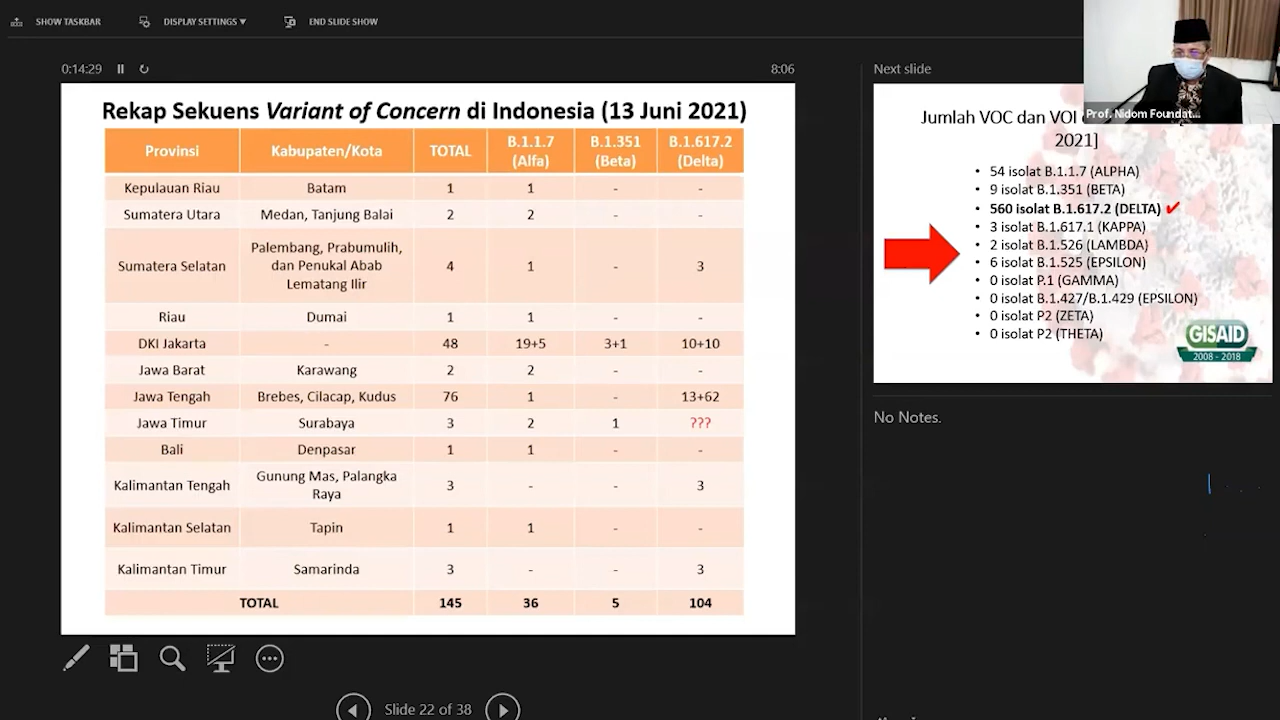 SHOW TASKBAR
DISPLAY SETTINGS ▼
END SLIDE SHOW
0:14:29
8:06
Rekap Sekuens Variant of Concern di Indonesia (13 Juni 2021)
Provinsi Kabupaten/Kota TOTAL B.1.1.7 (Alfa) B.1.351 (Beta) B.1.617.2 (Delta)
Kepulauan Riau Batam 1 1 - -
Sumatera Utara Medan, Tanjung Balai 2 2 - -
Sumatera Selatan Palembang, Prabumulih, dan Penukal Abab Lematang Ilir 4 1 - 3
Riau Dumai 1 1 - -
DKI Jakarta - 48 19+5 3+1 10+10
Jawa Barat Karawang 2 2 - -
Jawa Tengah Brebes, Cilacap, Kudus 76 1 - 13+62
Jawa Timur Surabaya 3 2 1 ???
Bali Denpasar 1 1 - -
Kalimantan Tengah Gunung Mas, Palangka Raya 3 - - 3
Kalimantan Selatan Tapin 1 1 - -
Kalimantan Timur Samarinda 3 - - 3
TOTAL 145 36 5 104
Slide 22 of 38
Next slide
Prof. Nidom Foundat...
Jumlah VOC dan VOI
2021]
• 54 isolat B.1.1.7 (ALPHA)
• 9 isolat B.1.351 (BETA)
• 560 isolat B.1.617.2 (DELTA) ✓
• 3 isolat B.1.617.1 (KAPPA)
• 2 isolat B.1.526 (LAMBDA)
• 6 isolat B.1.525 (EPSILON)
• 0 isolat P.1 (GAMMA)
• 0 isolat B.1.427/B.1.429 (EPSILON)
• 0 isolat P2 (ZETA)
• 0 isolat P2 (THETA)
GISAID
2008 - 2018
No Notes.